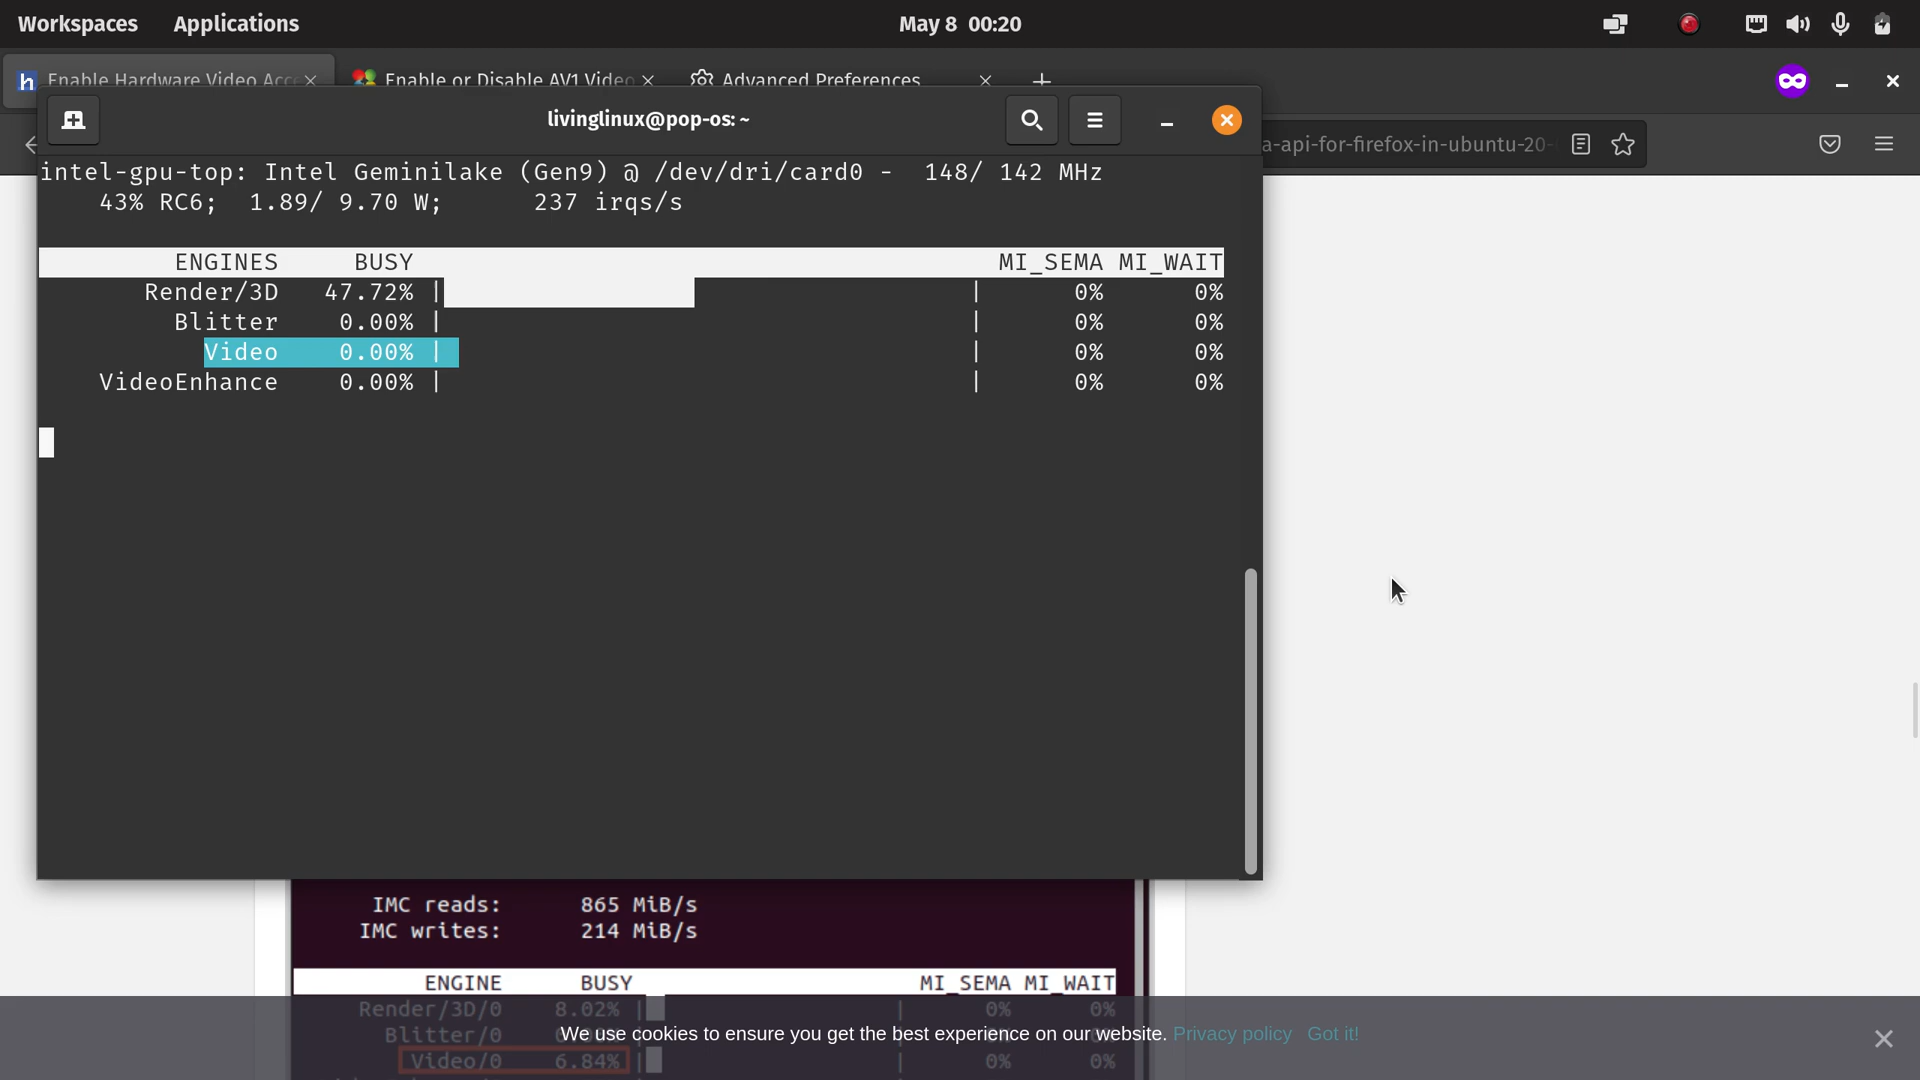 Workspaces Applications May 8 00:20
Enable Hardware Video Acce Enable or Disable AV1 Video Advanced Preferences
livinglinux@pop-os: ~
a-api-for-firefox-in-ubuntu-20-
intel-gpu-top: Intel Geminilake (Gen9) @ /dev/dri/card0 - 148/ 142 MHz
43% RC6; 1.89/ 9.70 W; 237 irqs/s
ENGINES BUSY MI_SEMA MI_WAIT
Render/3D 47.72% | | 0% 0%
Blitter 0.00% | | 0% 0%
Video 0.00% | | 0% 0%
VideoEnhance 0.00% | | 0% 0%
IMC reads: 865 MiB/s
IMC writes: 214 MiB/s
ENGINE BUSY MI_SEMA MI_WAIT
Render/3D/0 8.02% | | 0% 0%
Blitter/0 | | 0% 0%
We use cookies to ensure you get the best experience on our website. Privacy policy Got it!
Video/0 6.84% | | 0% 0%